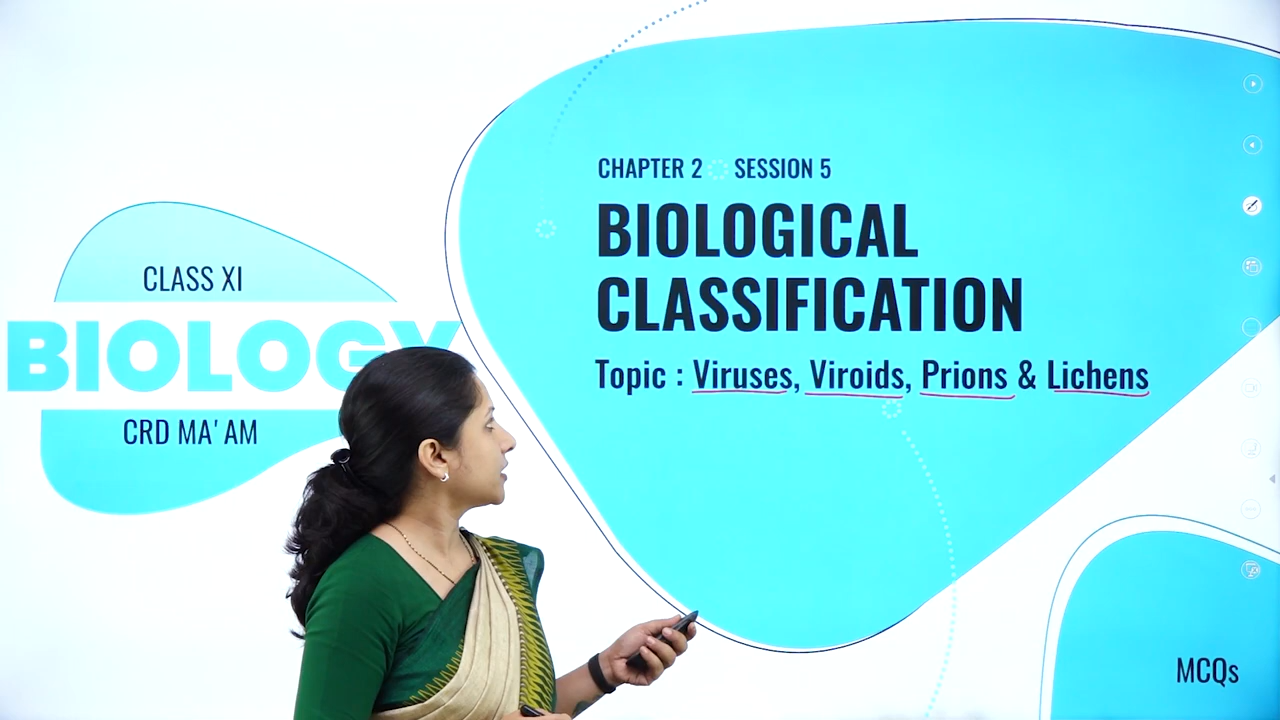 CLASS XI
BIOLOGY
CRD MA'AM
CHAPTER 2 SESSION 5
BIOLOGICAL
CLASSIFICATION
Topic : Viruses, Viroids, Prions & Lichens
MCQs